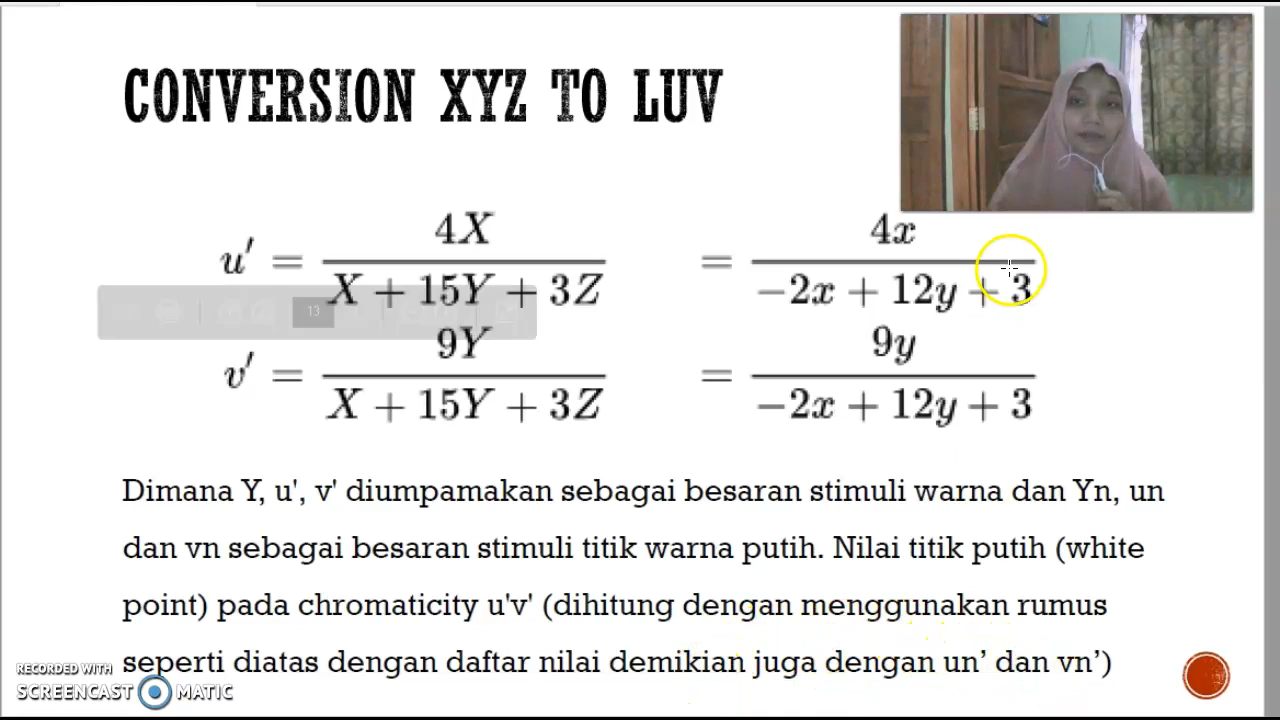 CONVERSION XYZ TO LUV
u′ = 4X / (X + 15Y + 3Z) = 4x / (−2x + 12y + 3)
13
v′ = 9Y / (X + 15Y + 3Z) = 9y / (−2x + 12y + 3)
Dimana Y, u', v' diumpamakan sebagai besaran stimuli warna dan Yn, un
dan vn sebagai besaran stimuli titik warna putih. Nilai titik putih (white
point) pada chromaticity u'v' (dihitung dengan menggunakan rumus
seperti diatas dengan daftar nilai demikian juga dengan un’ dan vn’)
RECORDED WITH
SCREENCAST MATIC